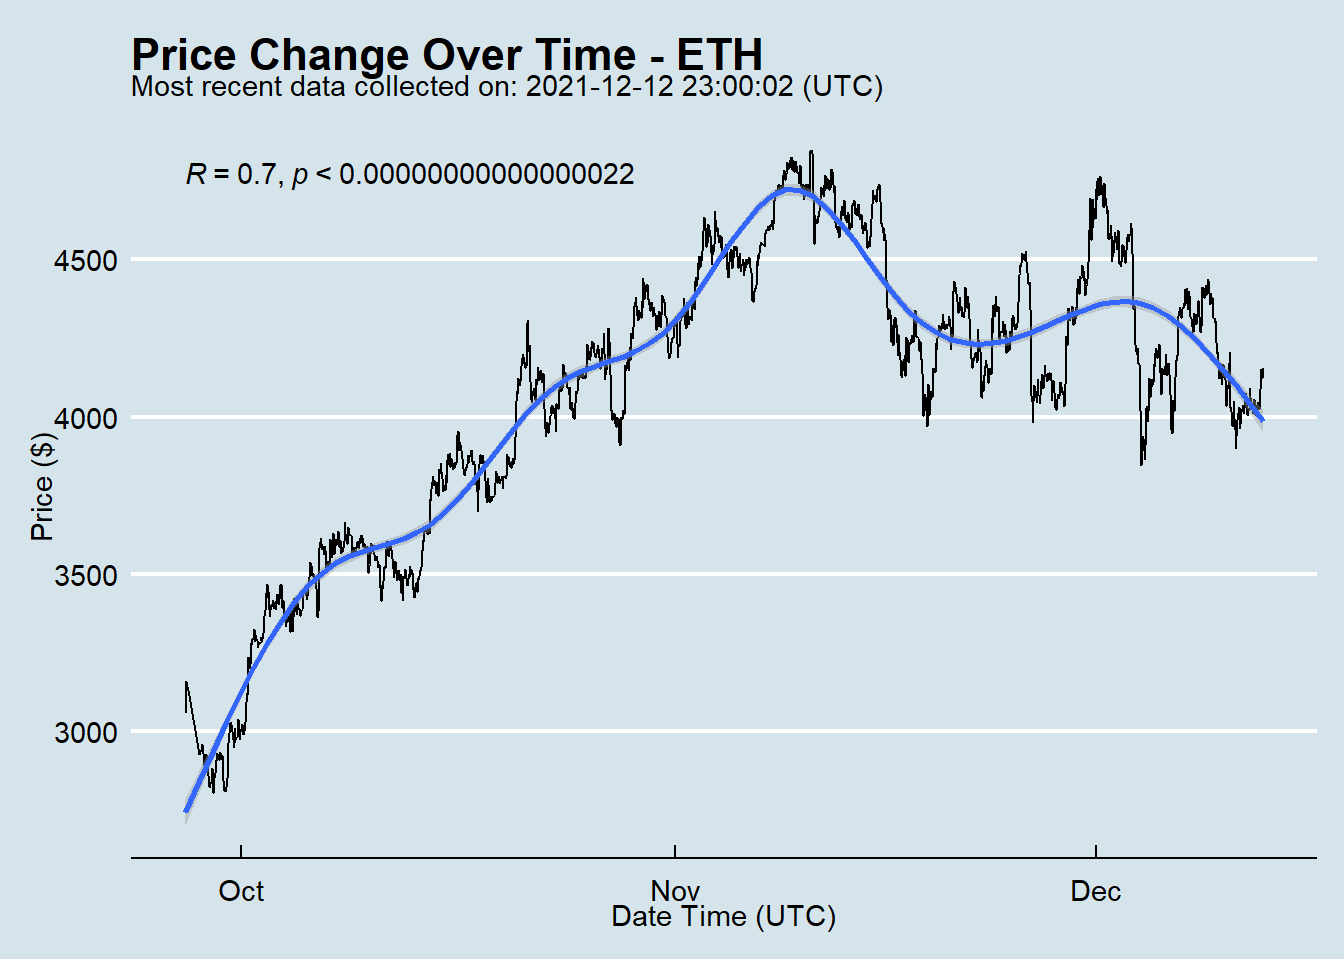 Price Change Over Time - ETH
Most recent data collected on: 2021-12-12 23:00:02 (UTC)
R = 0.7, p < 0.00000000000000022
4500
4000
3500
3000
Price ($)
Oct
Nov
Dec
Date Time (UTC)